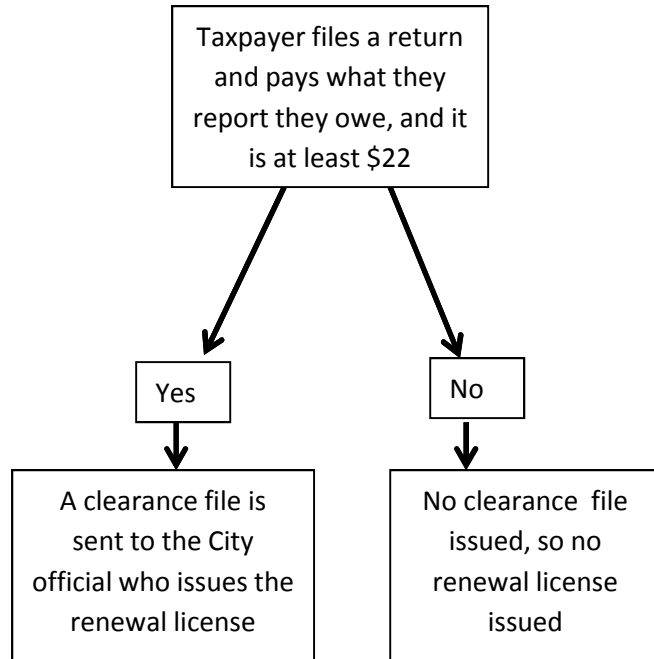 Taxpayer files a return
and pays what they
report they owe, and it
is at least $22
Yes
No
A clearance file is
sent to the City
official who issues the
renewal license
No clearance file
issued, so no
renewal license
issued